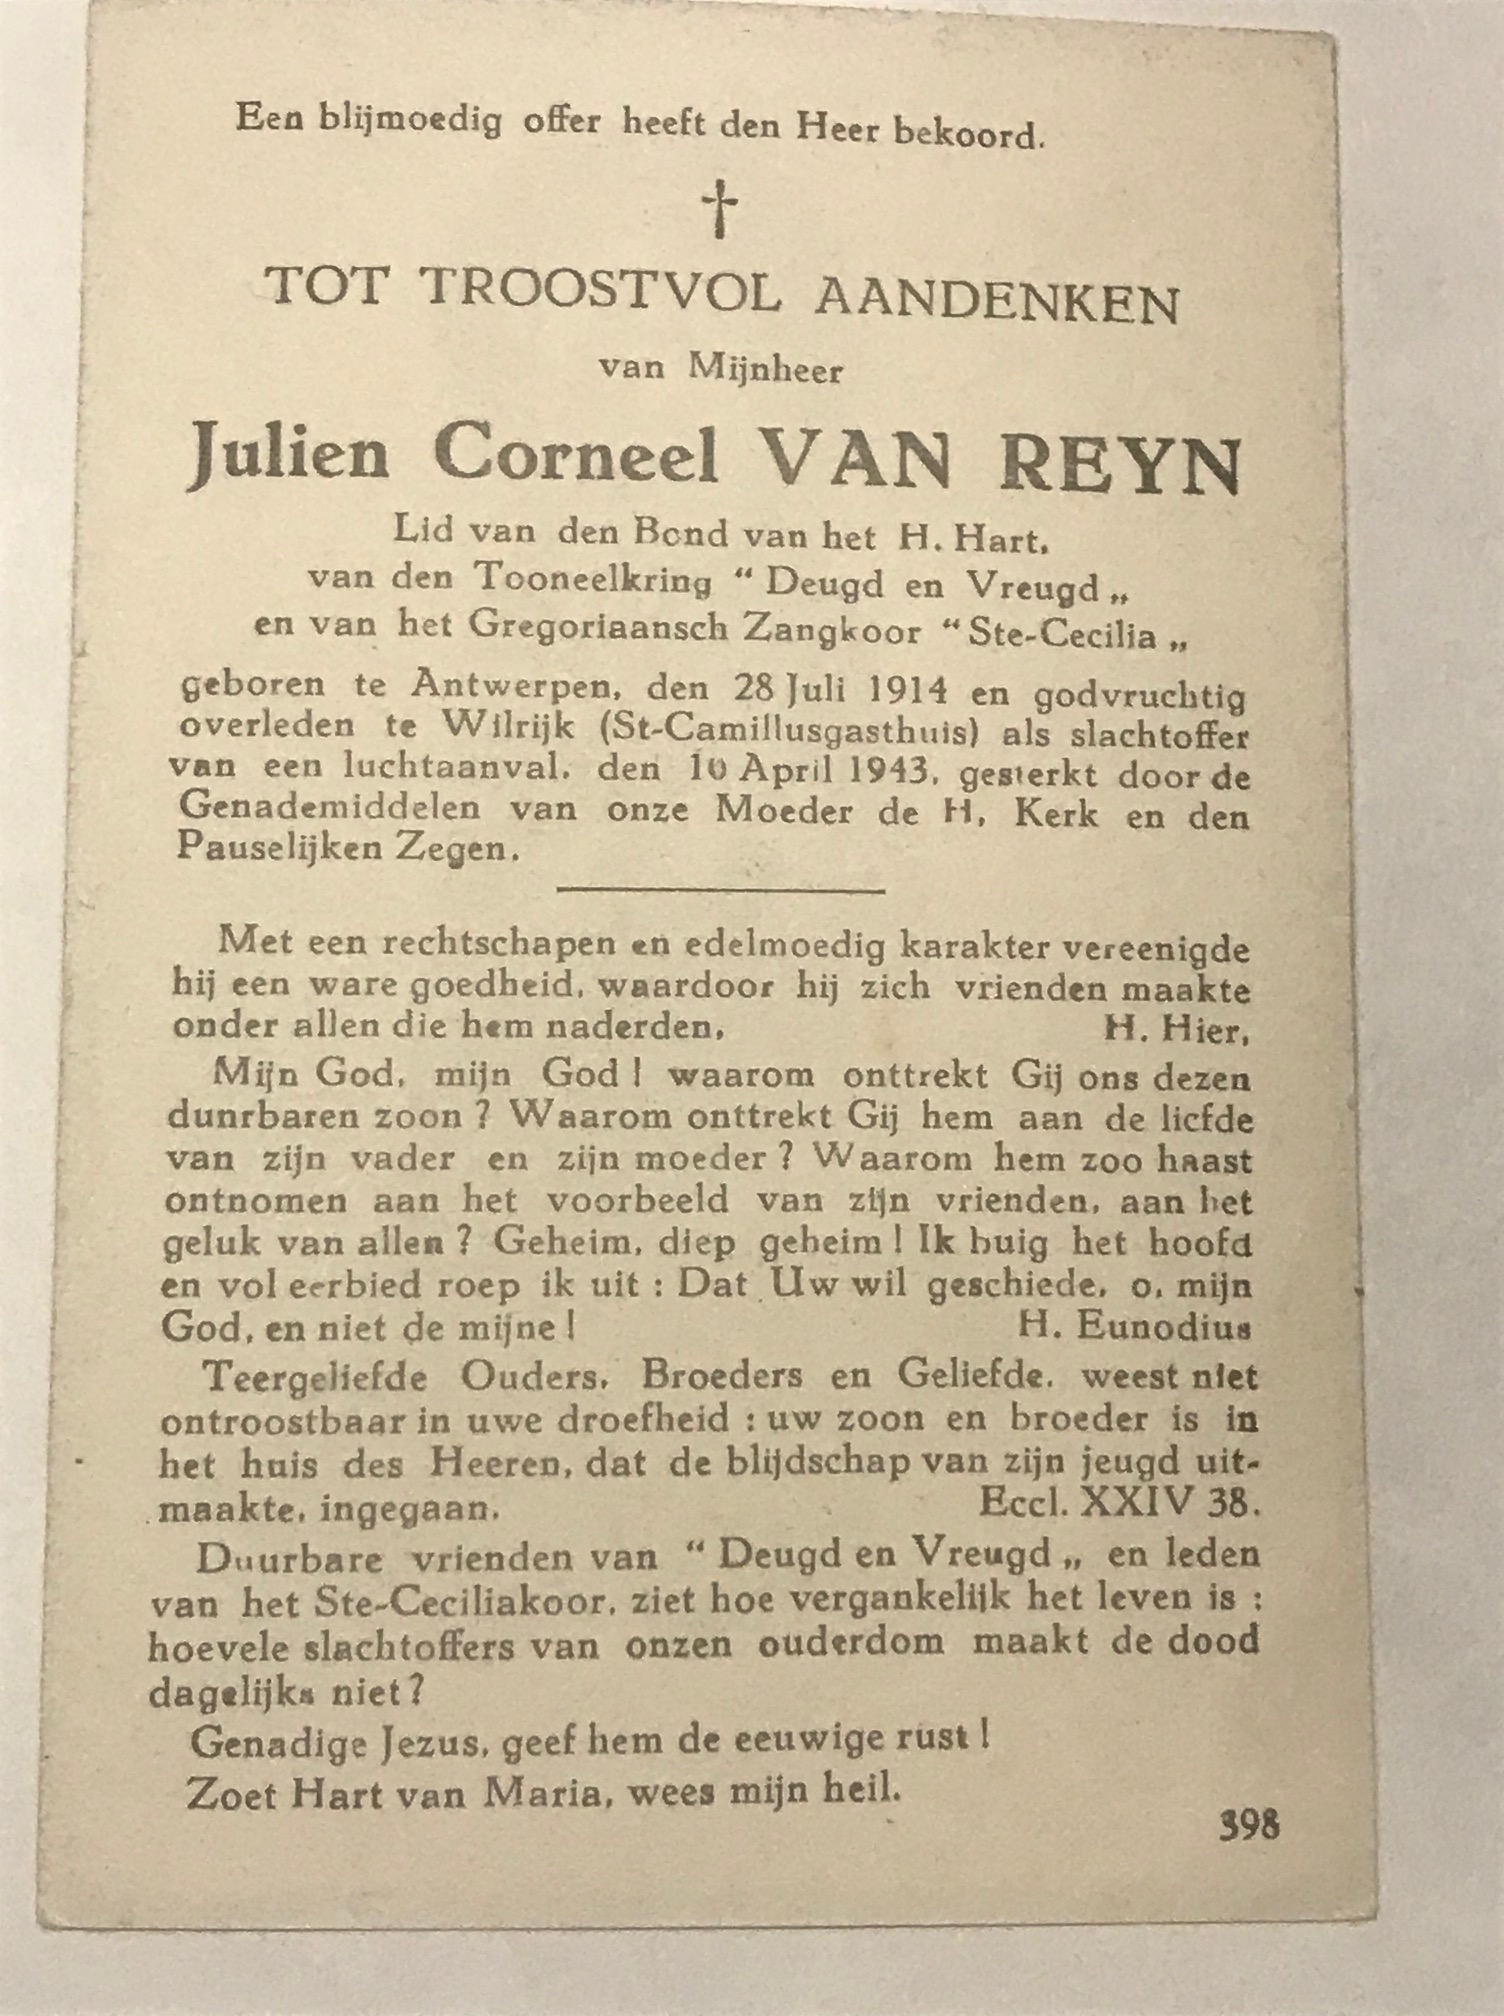 Een blijmoedig offer heeft den Heer bekoord.
†
TOT TROOSTVOL AANDENKEN
van Mijnheer
Julien Corneel VAN REYN
Lid van den Bond van het H. Hart,
van den Tooneelkring “ Deugd en Vreugd „
en van het Gregoriaansch Zangkoor “ Ste-Cecilia „
geboren te Antwerpen, den 28 Juli 1914 en godvruchtig
overleden te Wilrijk (St-Camillusgasthuis) als slachtoffer
van een luchtaanval, den 10 April 1943, gesterkt door de
Genademiddelen van onze Moeder de H. Kerk en den
Pauselijken Zegen.
Met een rechtschapen en edelmoedig karakter vereenigde
hij een ware goedheid, waardoor hij zich vrienden maakte
onder allen die hem naderden, H. Hier,
Mijn God, mijn God ! waarom onttrekt Gij ons dezen
dunrbaren zoon ? Waarom onttrekt Gij hem aan de liefde
van zijn vader en zijn moeder ? Waarom hem zoo haast
ontnomen aan het voorbeeld van zijn vrienden, aan het
geluk van allen ? Geheim, diep geheim ! Ik buig het hoofd
en vol eerbied roep ik uit : Dat Uw wil geschiede, o, mijn
God, en niet de mijne ! H. Eunodius
Teergeliefde Ouders, Broeders en Geliefde, weest niet
ontroostbaar in uwe droefheid : uw zoon en broeder is in
het huis des Heeren, dat de blijdschap van zijn jeugd uit-
maakte, ingegaan. Eccl. XXIV 38.
Duurbare vrienden van “ Deugd en Vreugd „ en leden
van het Ste-Ceciliakoor, ziet hoe vergankelijk het leven is :
hoevele slachtoffers van onzen ouderdom maakt de dood
dagelijks niet ?
Genadige Jezus, geef hem de eeuwige rust !
Zoet Hart van Maria, wees mijn heil.
398